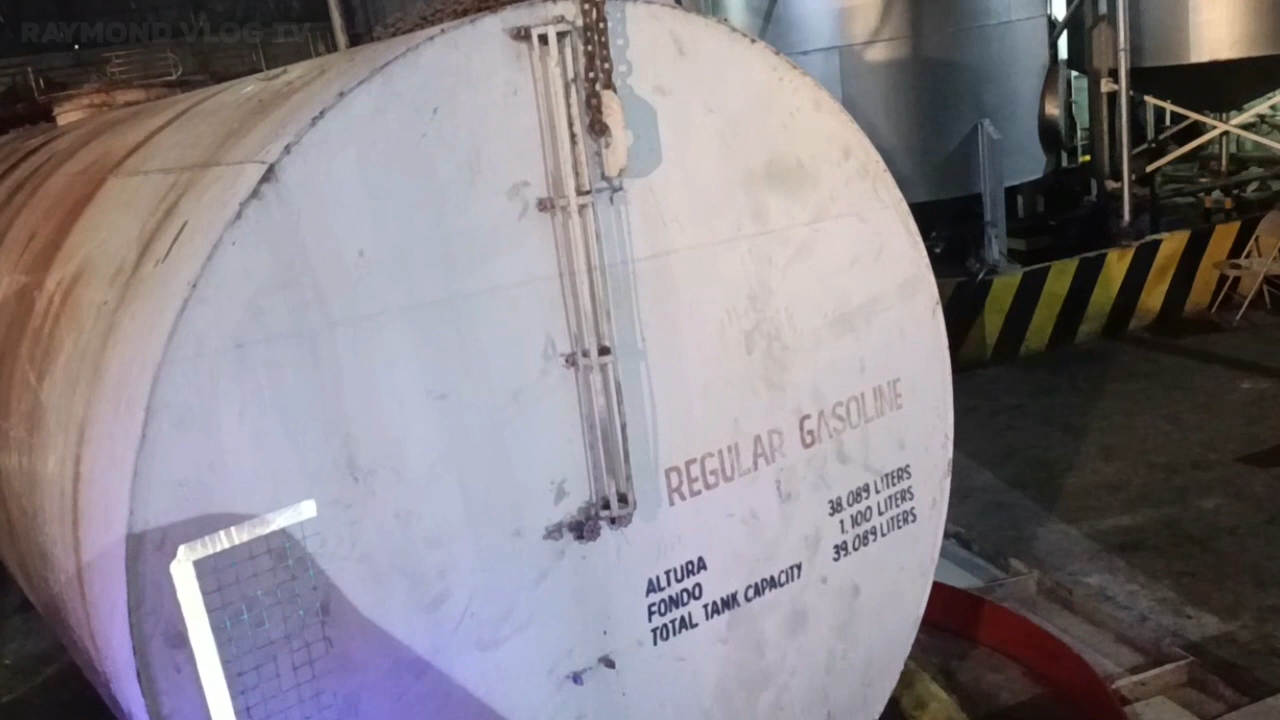 RAYMOND VLOG TV
REGULAR GASOLINE
ALTURA 38.089 LITERS
FONDO 1.100 LITERS
TOTAL TANK CAPACITY 39.089 LITERS